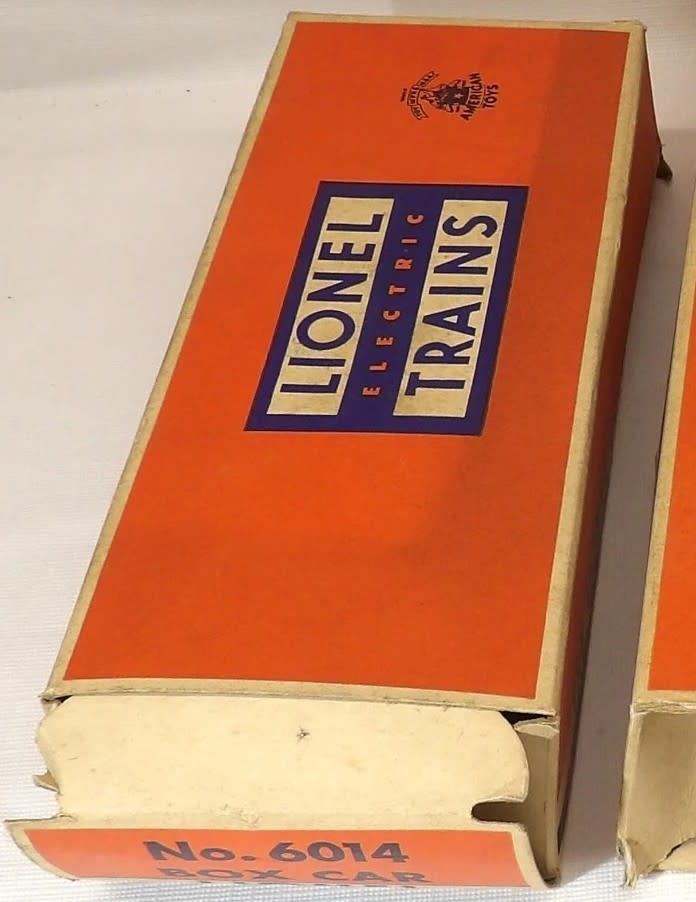 AMERICAN
TOYS
LIONEL
ELECTRIC
TRAINS
No. 6014
BOX CAR